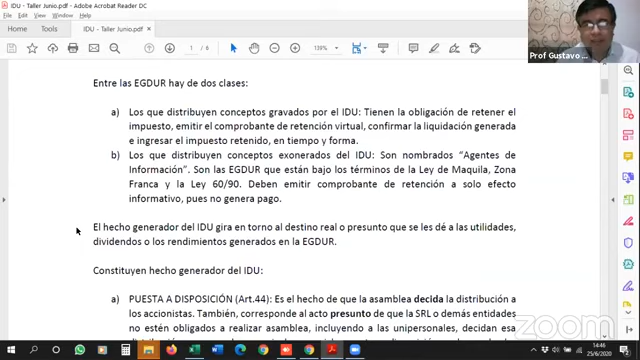 IDU - Taller Junio.pdf - Adobe Acrobat Reader DC
File Edit View Window Help
Home Tools IDU - Taller Junio.pdf ×
1 / 6 139%
Prof Gustavo ...
Entre las EGDUR hay de dos clases:
a) Los que distribuyen conceptos gravados por el IDU: Tienen la obligación de retener el
impuesto, emitir el comprobante de retención virtual, confirmar la liquidación generada
e ingresar el impuesto retenido, en tiempo y forma.
b) Los que distribuyen conceptos exonerados del IDU: Son nombrados “Agentes de
Información”. Son las EGDUR que están bajo los términos de la Ley de Maquila, Zona
Franca y la Ley 60/90. Deben emitir comprobante de retención a solo efecto
informativo, pues no genera pago.
El hecho generador del IDU gira en torno al destino real o presunto que se les dé a las utilidades,
dividendos o los rendimientos generados en la EGDUR.
Constituyen hecho generador del IDU:
a) PUESTA A DISPOSICIÓN (Art.44): Es el hecho de que la asamblea decida la distribución a
los accionistas. También, corresponde al acto presunto de que la SRL o demás entidades
no estén obligados a realizar asamblea, incluyendo a las unipersonales, decidan esa
zoom
14:46
25/6/2020